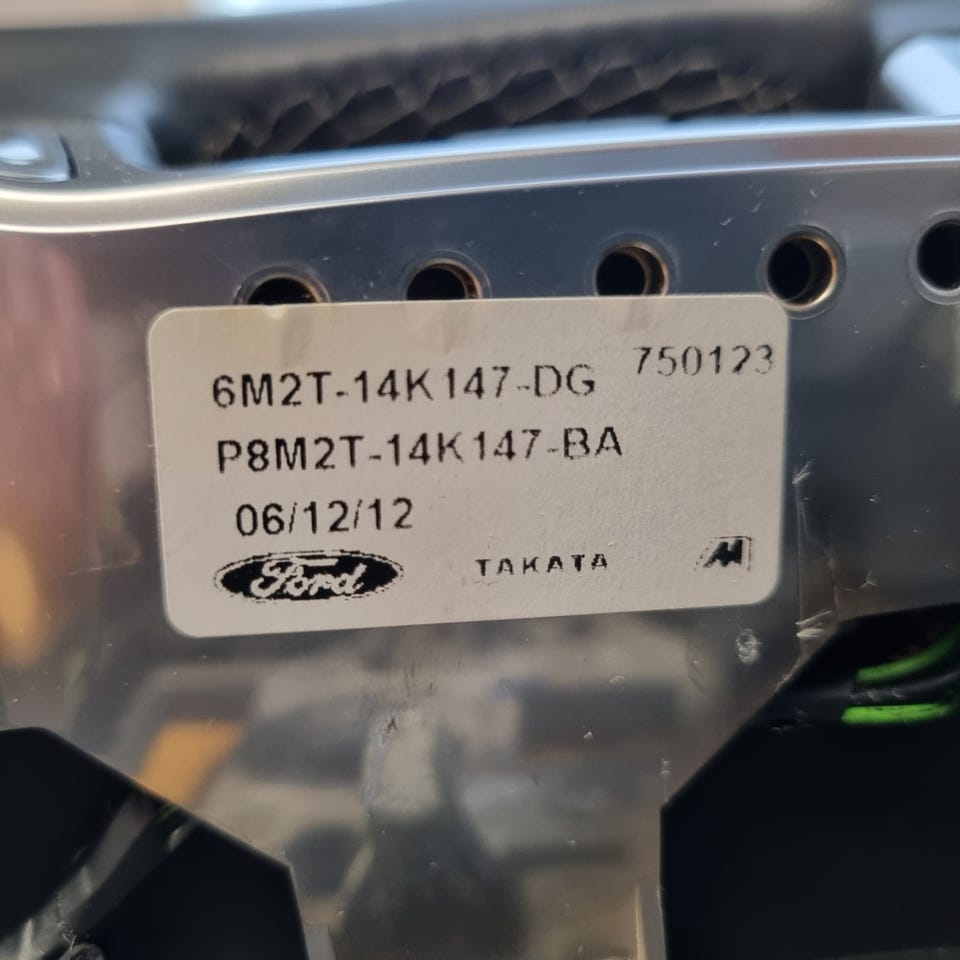 6M2T-14K147-DG 750123
P8M2T-14K147-BA
06/12/12
Ford TAKATA